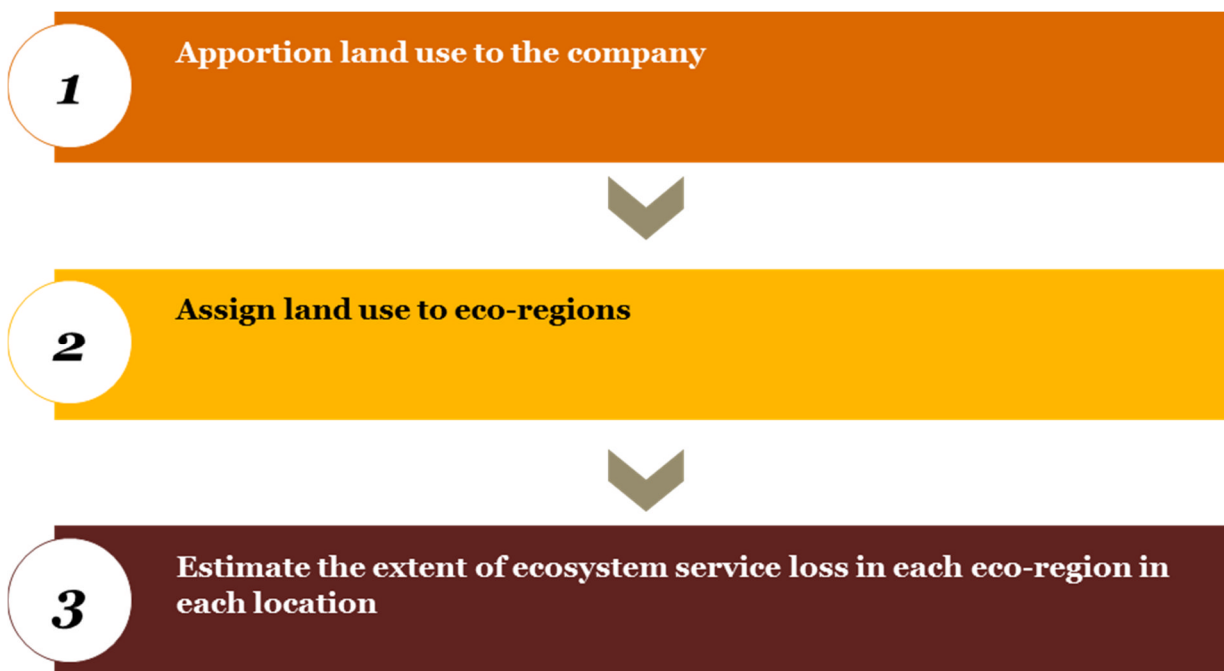 1
Apportion land use to the company
2
Assign land use to eco-regions
3
Estimate the extent of ecosystem service loss in each eco-region in
each location